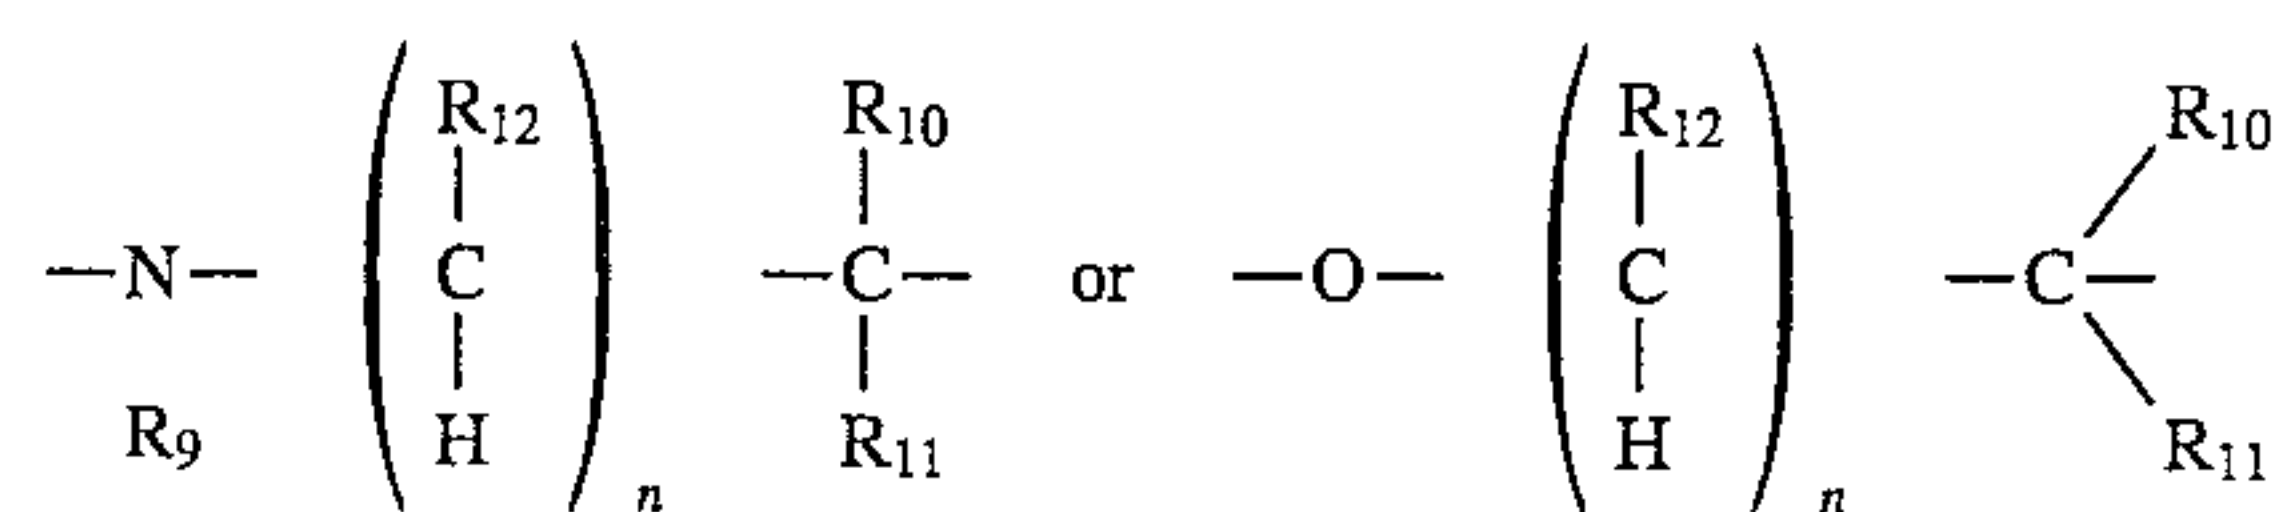 R12 R10 R12 R10
—N— ( C )n —C— or —O— ( C )n —C—
R9 H R11 H R11